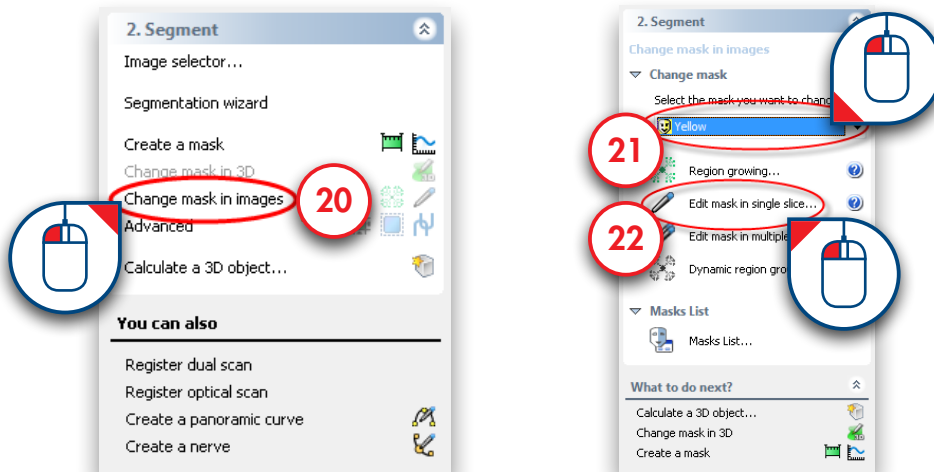 2. Segment
Image selector...
Segmentation wizard
Create a mask
Change mask in 3D
Change mask in images
20
Advanced
Calculate a 3D object...
You can also
Register dual scan
Register optical scan
Create a panoramic curve
Create a nerve
2. Segment
Change mask in images
Change mask
Select the mask you want to chang
Yellow
21
Region growing...
Edit mask in single slice...
22
Edit mask in multiple
Dynamic region gro
Masks List
Masks List...
What to do next?
Calculate a 3D object...
Change mask in 3D
Create a mask